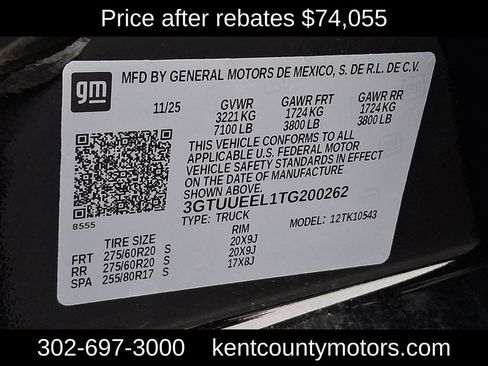 Price after rebates $74,055
gm
MFD BY GENERAL MOTORS DE MEXICO, S. DE R.L. DE C.V.
11/25 GVWR GAWR FRT GAWR RR
3221 KG 1724 KG 1724 KG
7100 LB 3800 LB 3800 LB
THIS VEHICLE CONFORMS TO ALL
APPLICABLE U.S. FEDERAL MOTOR
VEHICLE SAFETY STANDARDS IN EFFECT
ON THE DATE OF MANUFACTURE
SHOWN ABOVE.
3GTUUEEL1TG200262
8555
TYPE: TRUCK MODEL: 12TK10543
TIRE SIZE RIM
FRT 275/60R20 S 20X9J
RR 275/60R20 S 20X9J
SPA 255/80R17 S 17X8J
302-697-3000 kentcountymotors.com